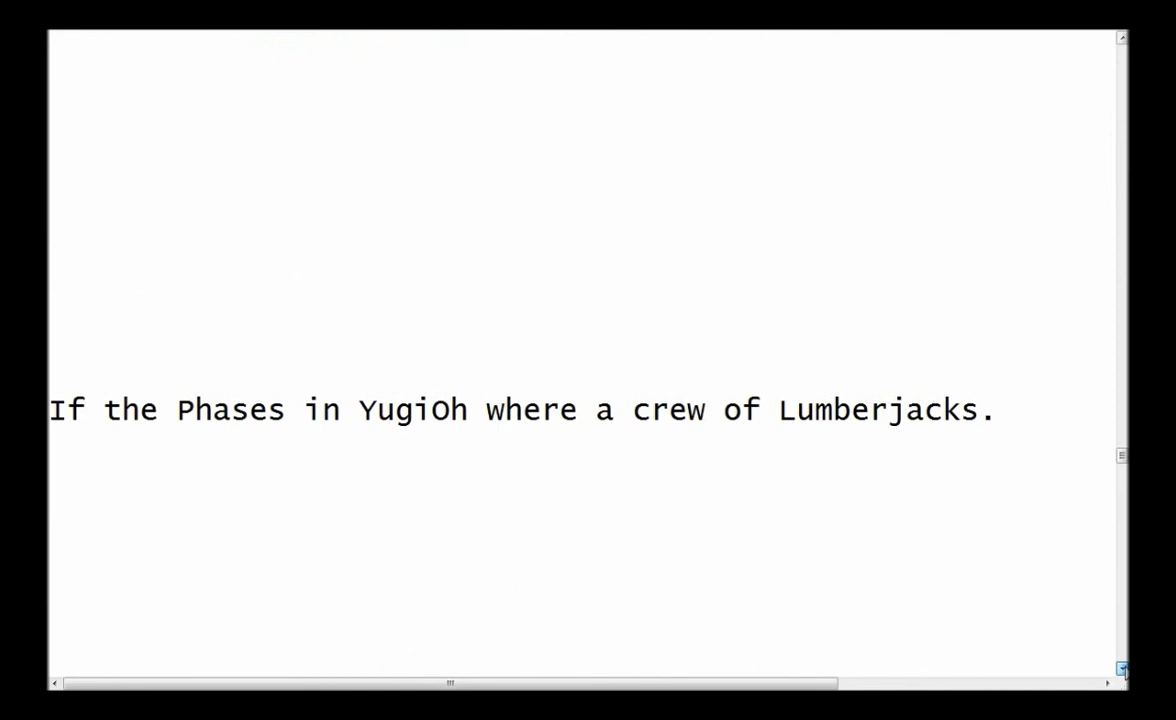 If the Phases in YugiOh where a crew of Lumberjacks.